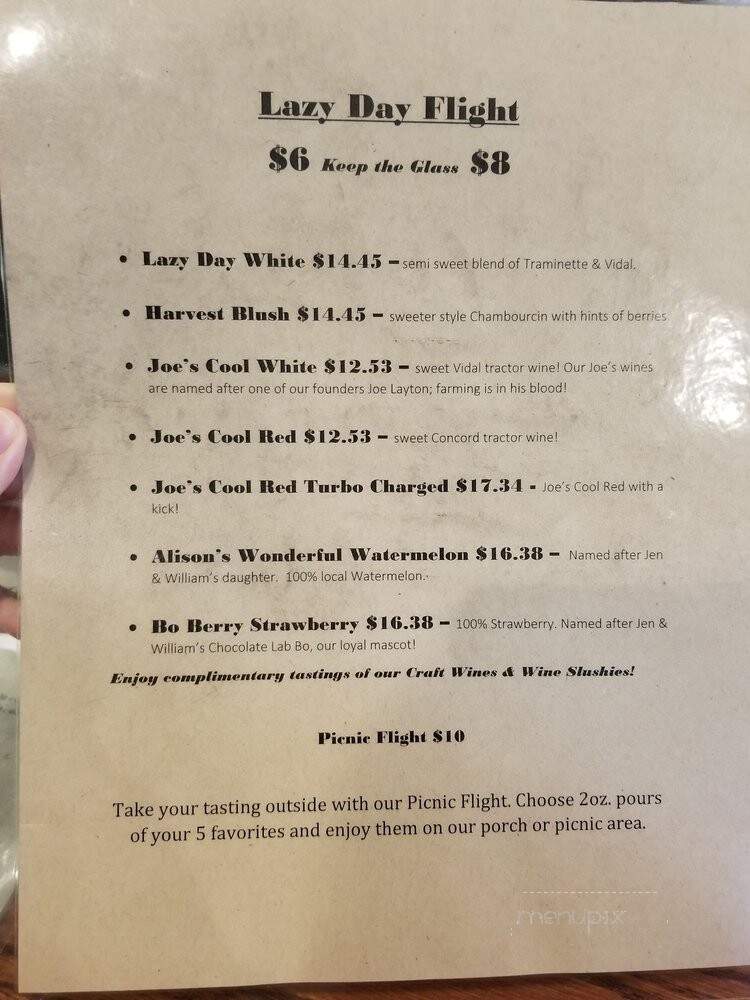 Lazy Day Flight
$6 Keep the Glass $8
• Lazy Day White $14.45 – semi sweet blend of Traminette & Vidal.
• Harvest Blush $14.45 – sweeter style Chambourcin with hints of berries
• Joe's Cool White $12.53 – sweet Vidal tractor wine! Our Joe's wines
are named after one of our founders Joe Layton; farming is in his blood!
• Joe's Cool Red $12.53 – sweet Concord tractor wine!
• Joe's Cool Red Turbo Charged $17.34 - Joe's Cool Red with a
kick!
• Alison's Wonderful Watermelon $16.38 – Named after Jen
& William's daughter. 100% local Watermelon.
• Bo Berry Strawberry $16.38 – 100% Strawberry. Named after Jen &
William's Chocolate Lab Bo, our loyal mascot!
Enjoy complimentary tastings of our Craft Wines & Wine Slushies!
Picnic Flight $10
Take your tasting outside with our Picnic Flight. Choose 2oz. pours
of your 5 favorites and enjoy them on our porch or picnic area.
menupix